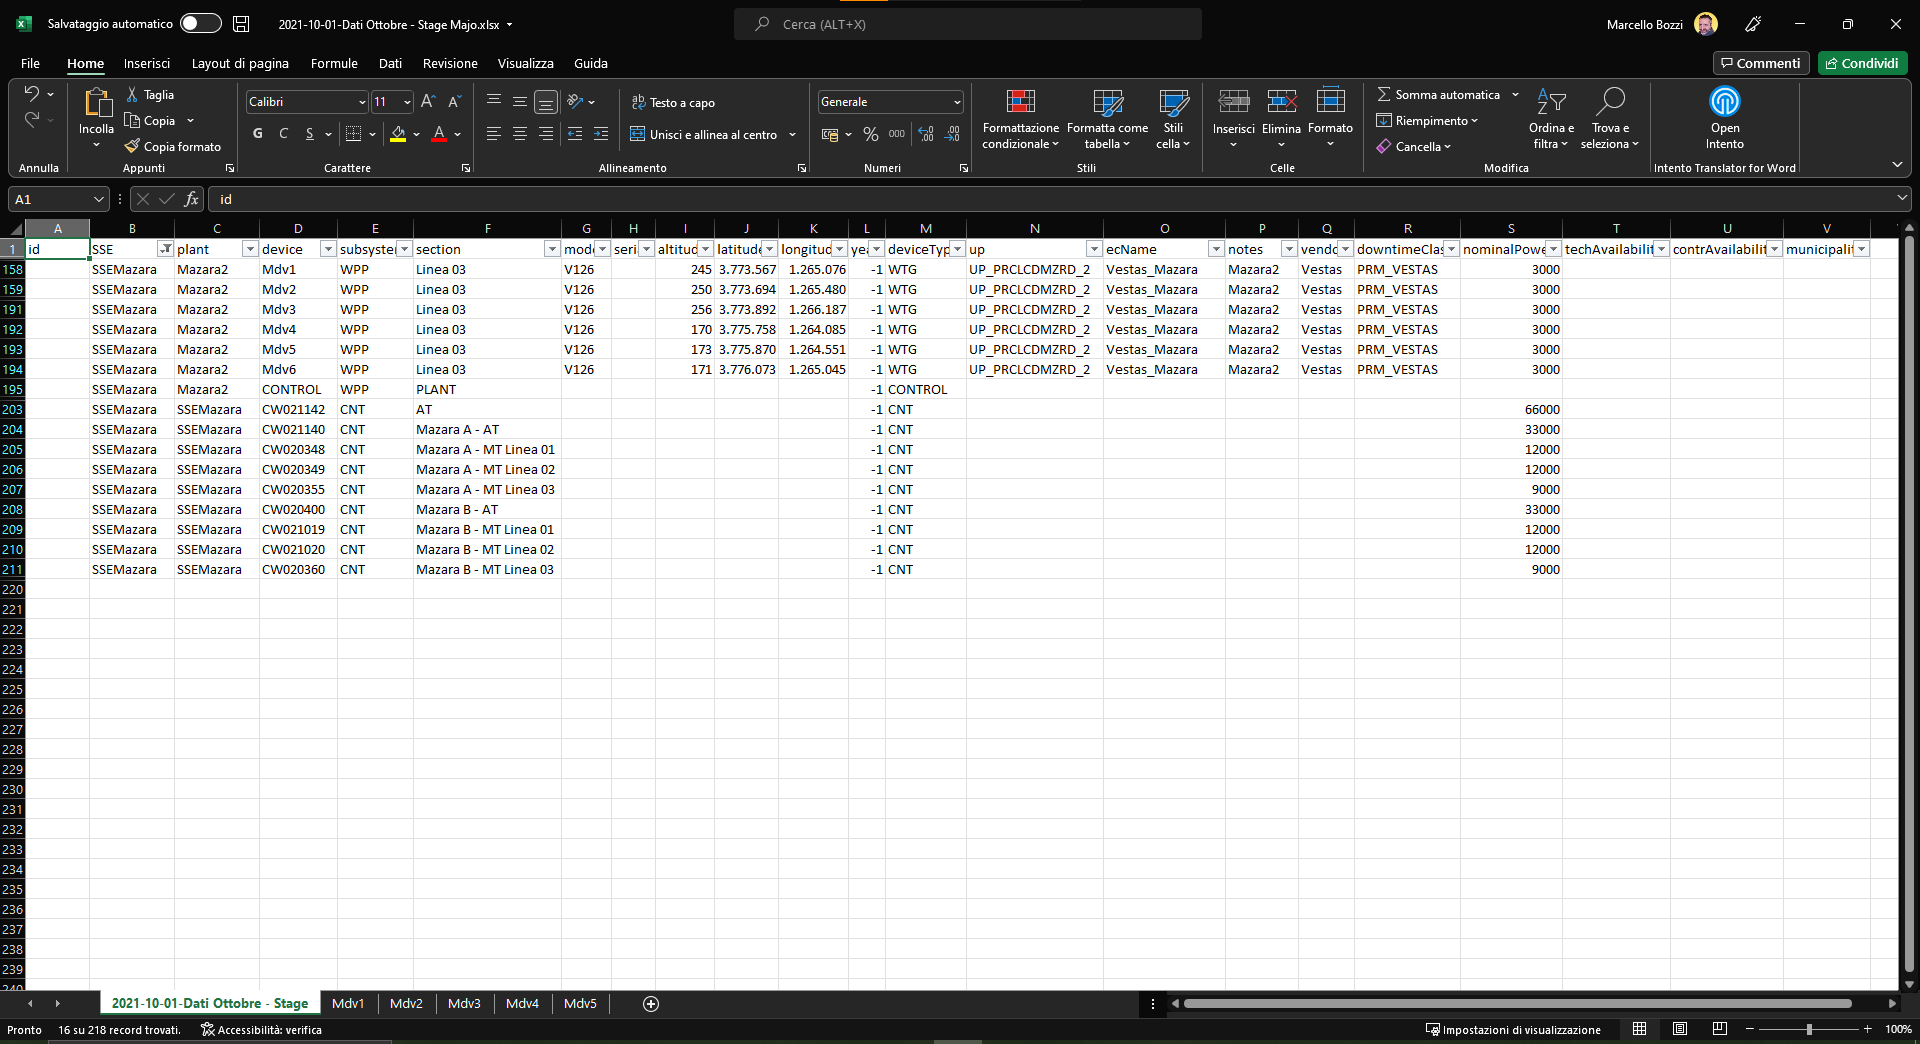 Salvataggio automatico 2021-10-01-Dati Ottobre - Stage Majo.xlsx Cerca (ALT+X) Marcello Bozzi
File Home Inserisci Layout di pagina Formule Dati Revisione Visualizza Guida Commenti Condividi
Taglia Copia Copia formato Incolla
Calibri 11
G C S
Testo a capo
Unisci e allinea al centro
Generale
% 000
Formattazione condizionale
Formatta come tabella
Stili cella
Inserisci Elimina Formato
Somma automatica
Riempimento
Cancella
Ordina e filtra
Trova e seleziona
Open Intento
Annulla Appunti Carattere Allineamento Numeri Stili Celle Modifica Intento Translator for Word
A1 fx id
A B C D E F G H I J K L M N O P Q R S T U V
1 id SSE plant device subsyster section mode seri altitud latitude longitud yea deviceTyp up ecName notes vendo downtimeClas nominalPowe techAvailabilit contrAvailabilit municipalit
158 SSEMazara Mazara2 Mdv1 WPP Linea 03 V126 245 3.773.567 1.265.076 -1 WTG UP_PRCLCDMZRD_2 Vestas_Mazara Mazara2 Vestas PRM_VESTAS 3000
159 SSEMazara Mazara2 Mdv2 WPP Linea 03 V126 250 3.773.694 1.265.480 -1 WTG UP_PRCLCDMZRD_2 Vestas_Mazara Mazara2 Vestas PRM_VESTAS 3000
191 SSEMazara Mazara2 Mdv3 WPP Linea 03 V126 256 3.773.892 1.266.187 -1 WTG UP_PRCLCDMZRD_2 Vestas_Mazara Mazara2 Vestas PRM_VESTAS 3000
192 SSEMazara Mazara2 Mdv4 WPP Linea 03 V126 170 3.775.758 1.264.085 -1 WTG UP_PRCLCDMZRD_2 Vestas_Mazara Mazara2 Vestas PRM_VESTAS 3000
193 SSEMazara Mazara2 Mdv5 WPP Linea 03 V126 173 3.775.870 1.264.551 -1 WTG UP_PRCLCDMZRD_2 Vestas_Mazara Mazara2 Vestas PRM_VESTAS 3000
194 SSEMazara Mazara2 Mdv6 WPP Linea 03 V126 171 3.776.073 1.265.045 -1 WTG UP_PRCLCDMZRD_2 Vestas_Mazara Mazara2 Vestas PRM_VESTAS 3000
195 SSEMazara Mazara2 CONTROL WPP PLANT -1 CONTROL
203 SSEMazara SSEMazara CW021142 CNT AT -1 CNT 66000
204 SSEMazara SSEMazara CW021140 CNT Mazara A - AT -1 CNT 33000
205 SSEMazara SSEMazara CW020348 CNT Mazara A - MT Linea 01 -1 CNT 12000
206 SSEMazara SSEMazara CW020349 CNT Mazara A - MT Linea 02 -1 CNT 12000
207 SSEMazara SSEMazara CW020355 CNT Mazara A - MT Linea 03 -1 CNT 9000
208 SSEMazara SSEMazara CW020400 CNT Mazara B - AT -1 CNT 33000
209 SSEMazara SSEMazara CW021019 CNT Mazara B - MT Linea 01 -1 CNT 12000
210 SSEMazara SSEMazara CW021020 CNT Mazara B - MT Linea 02 -1 CNT 12000
211 SSEMazara SSEMazara CW020360 CNT Mazara B - MT Linea 03 -1 CNT 9000
220
221
222
223
224
225
226
227
228
229
230
231
232
233
234
235
236
237
238
239
240
2021-10-01-Dati Ottobre - Stage Mdv1 Mdv2 Mdv3 Mdv4 Mdv5
Pronto 16 su 218 record trovati. Accessibilità: verifica Impostazioni di visualizzazione 100%